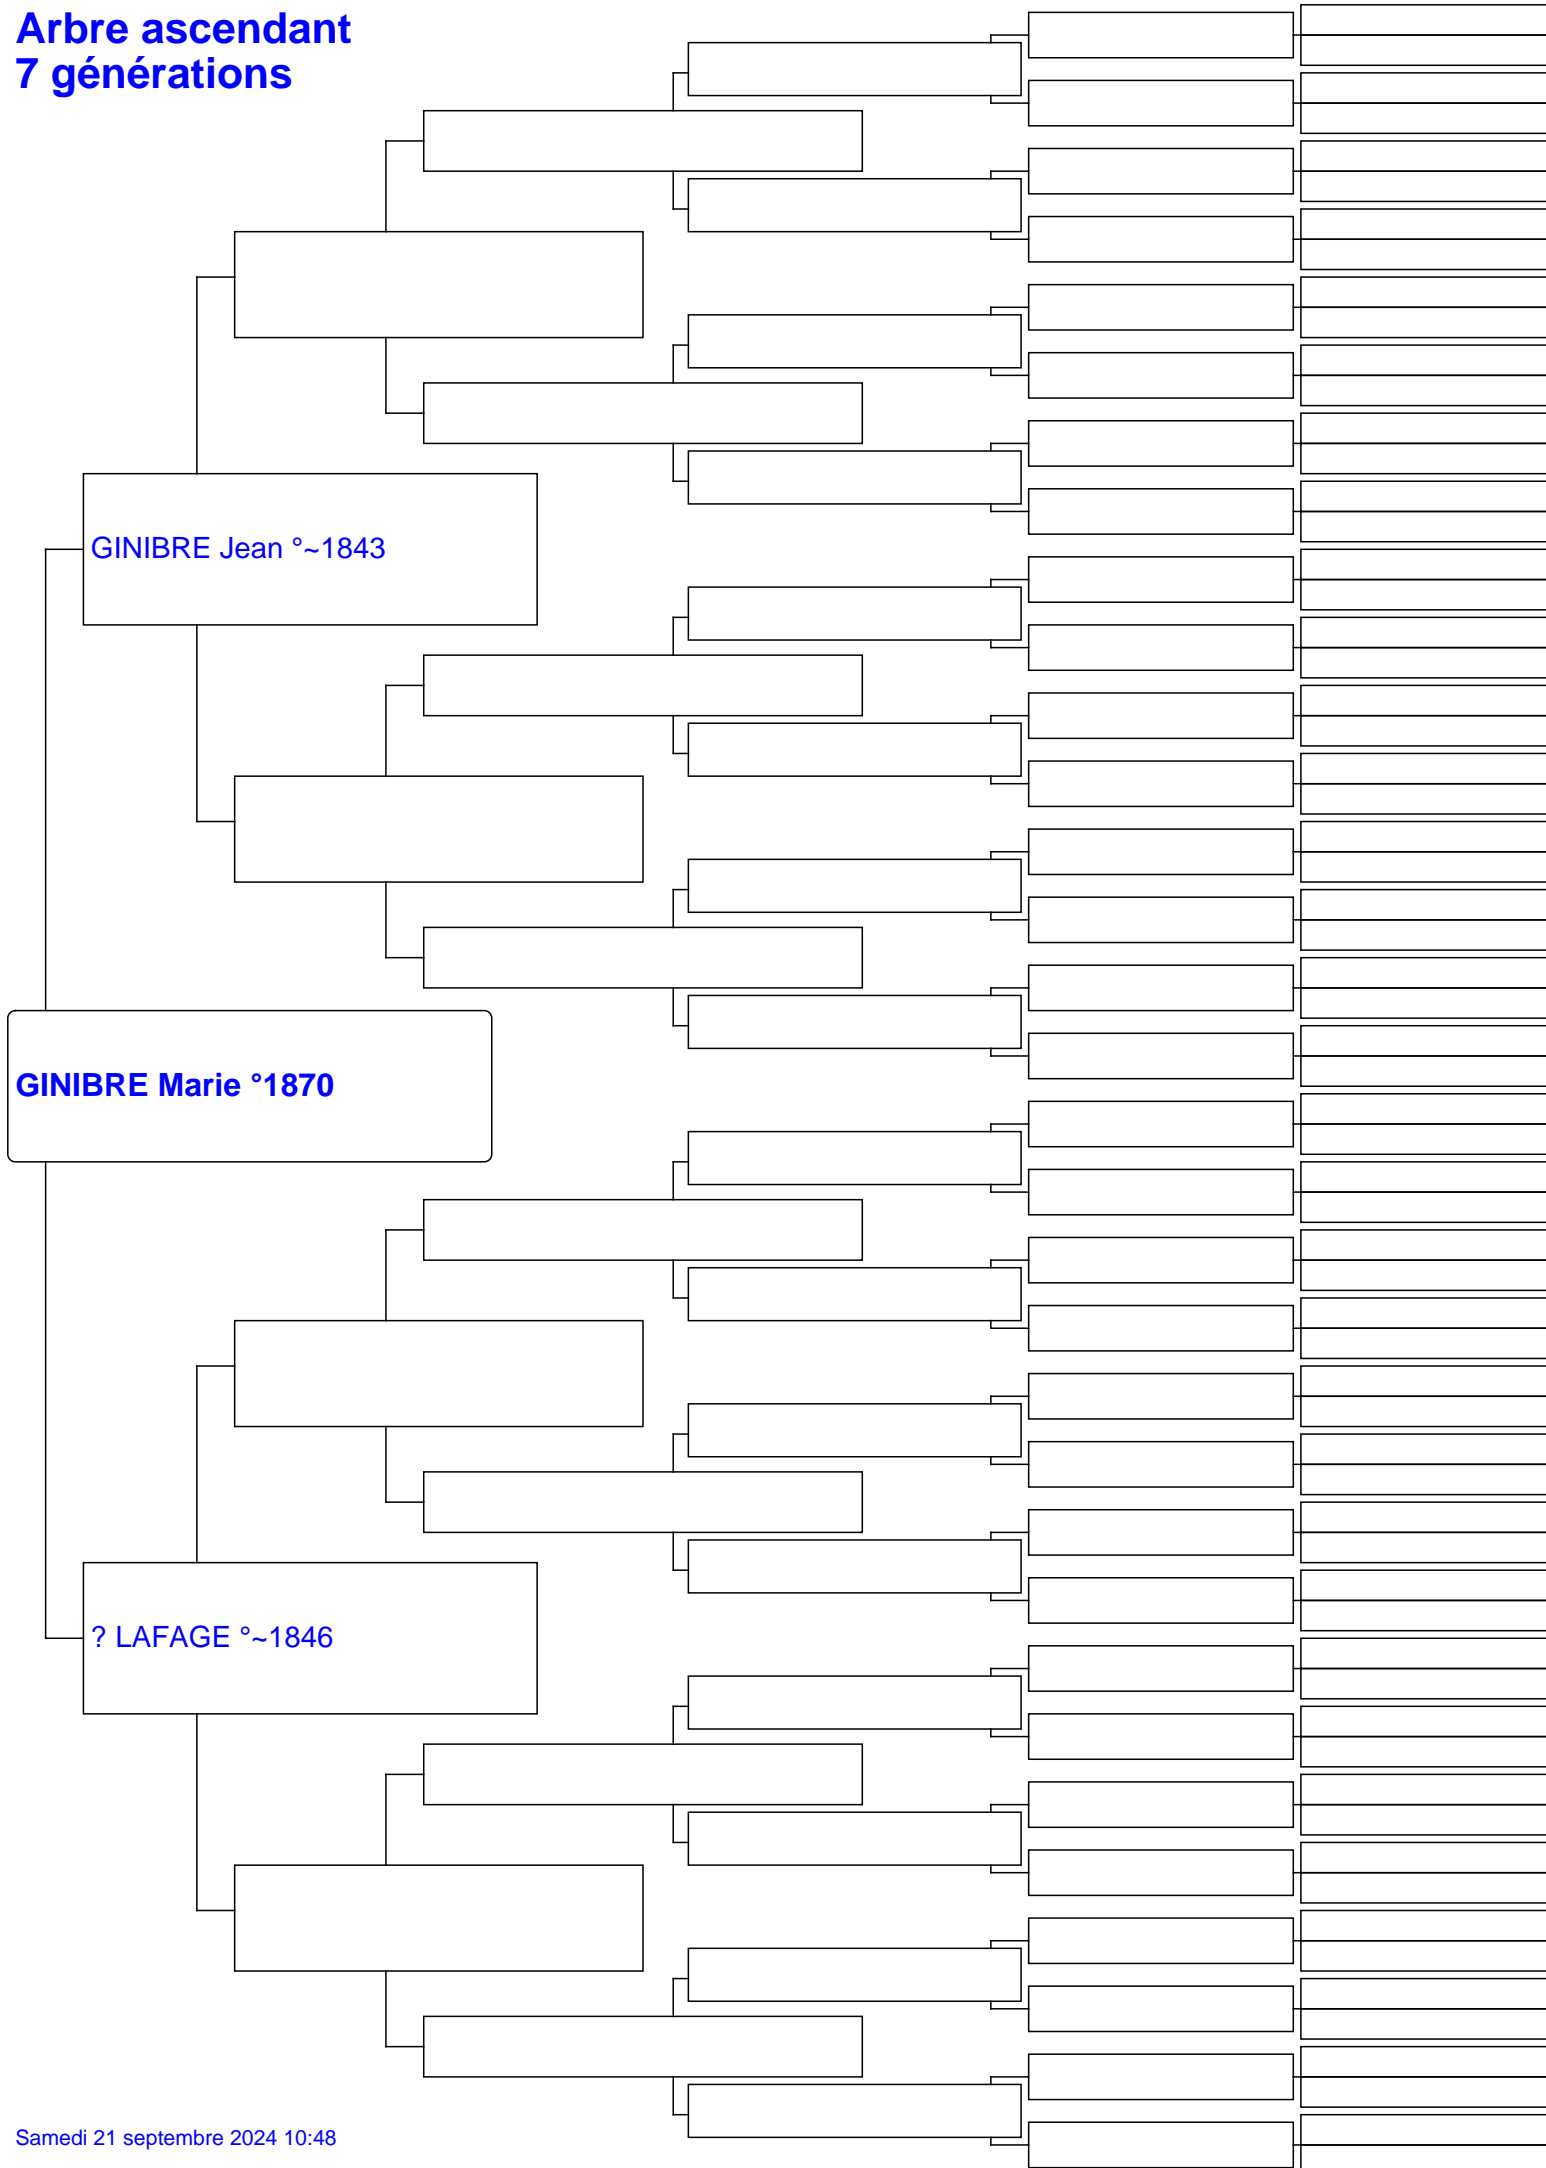 Arbre ascendant
7 générations
GINIBRE Jean °~1843
GINIBRE Marie °1870
? LAFAGE °~1846
Samedi 21 septembre 2024 10:48